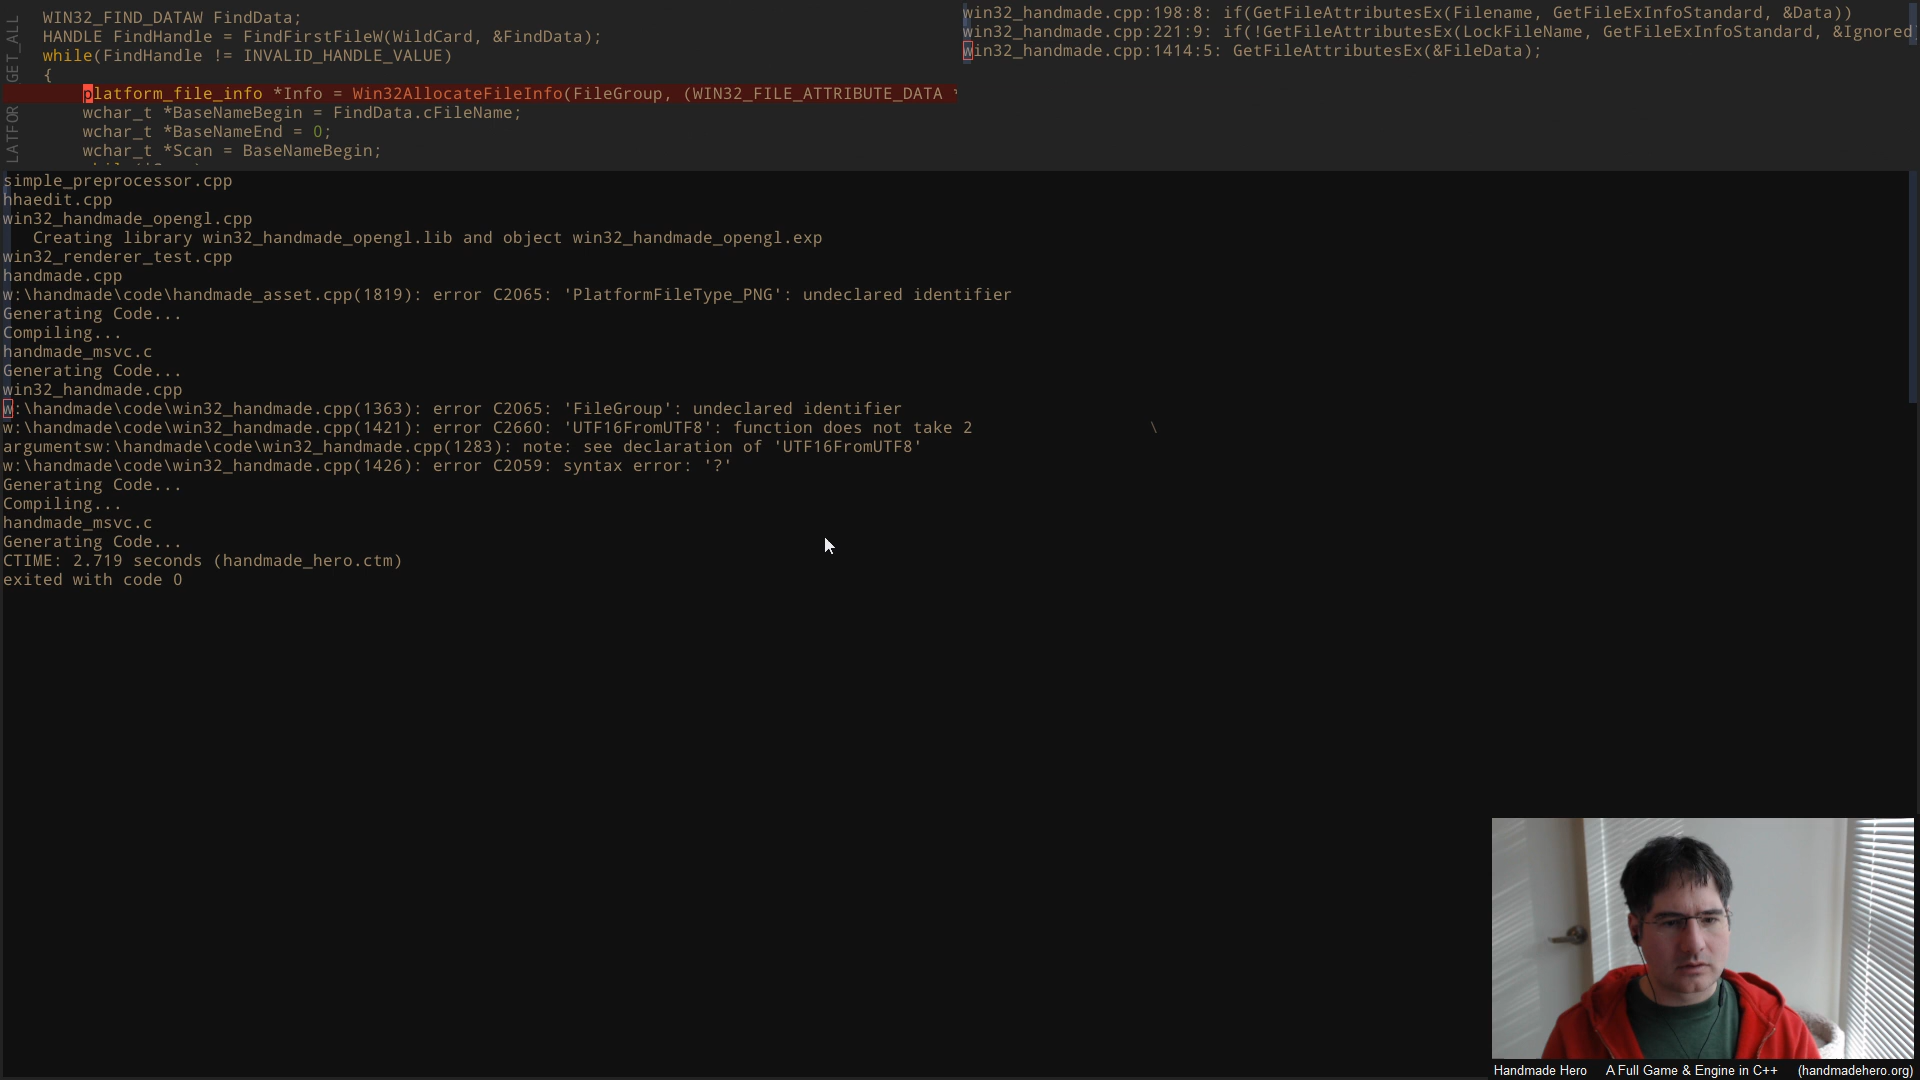 WIN32_FIND_DATAW FindData;
HANDLE FindHandle = FindFirstFileW(WildCard, &FindData);
while(FindHandle != INVALID_HANDLE_VALUE)
{
platform_file_info *Info = Win32AllocateFileInfo(FileGroup, (WIN32_FILE_ATTRIBUTE_DATA
wchar_t *BaseNameBegin = FindData.cFileName;
wchar_t *BaseNameEnd = 0;
wchar_t *Scan = BaseNameBegin;
GET_ALL
LATFOR
win32_handmade.cpp:198:8: if(GetFileAttributesEx(Filename, GetFileExInfoStandard, &Data))
win32_handmade.cpp:221:9: if(!GetFileAttributesEx(LockFileName, GetFileExInfoStandard, &Ignored
win32_handmade.cpp:1414:5: GetFileAttributesEx(&FileData);
simple_preprocessor.cpp
hhaedit.cpp
win32_handmade_opengl.cpp
Creating library win32_handmade_opengl.lib and object win32_handmade_opengl.exp
win32_renderer_test.cpp
handmade.cpp
w:\handmade\code\handmade_asset.cpp(1819): error C2065: 'PlatformFileType_PNG': undeclared identifier
Generating Code...
Compiling...
handmade_msvc.c
Generating Code...
win32_handmade.cpp
w:\handmade\code\win32_handmade.cpp(1363): error C2065: 'FileGroup': undeclared identifier
w:\handmade\code\win32_handmade.cpp(1421): error C2660: 'UTF16FromUTF8': function does not take 2 \
argumentsw:\handmade\code\win32_handmade.cpp(1283): note: see declaration of 'UTF16FromUTF8'
w:\handmade\code\win32_handmade.cpp(1426): error C2059: syntax error: '?'
Generating Code...
Compiling...
handmade_msvc.c
Generating Code...
CTIME: 2.719 seconds (handmade_hero.ctm)
exited with code 0
Handmade Hero A Full Game & Engine in C++ (handmadehero.org)